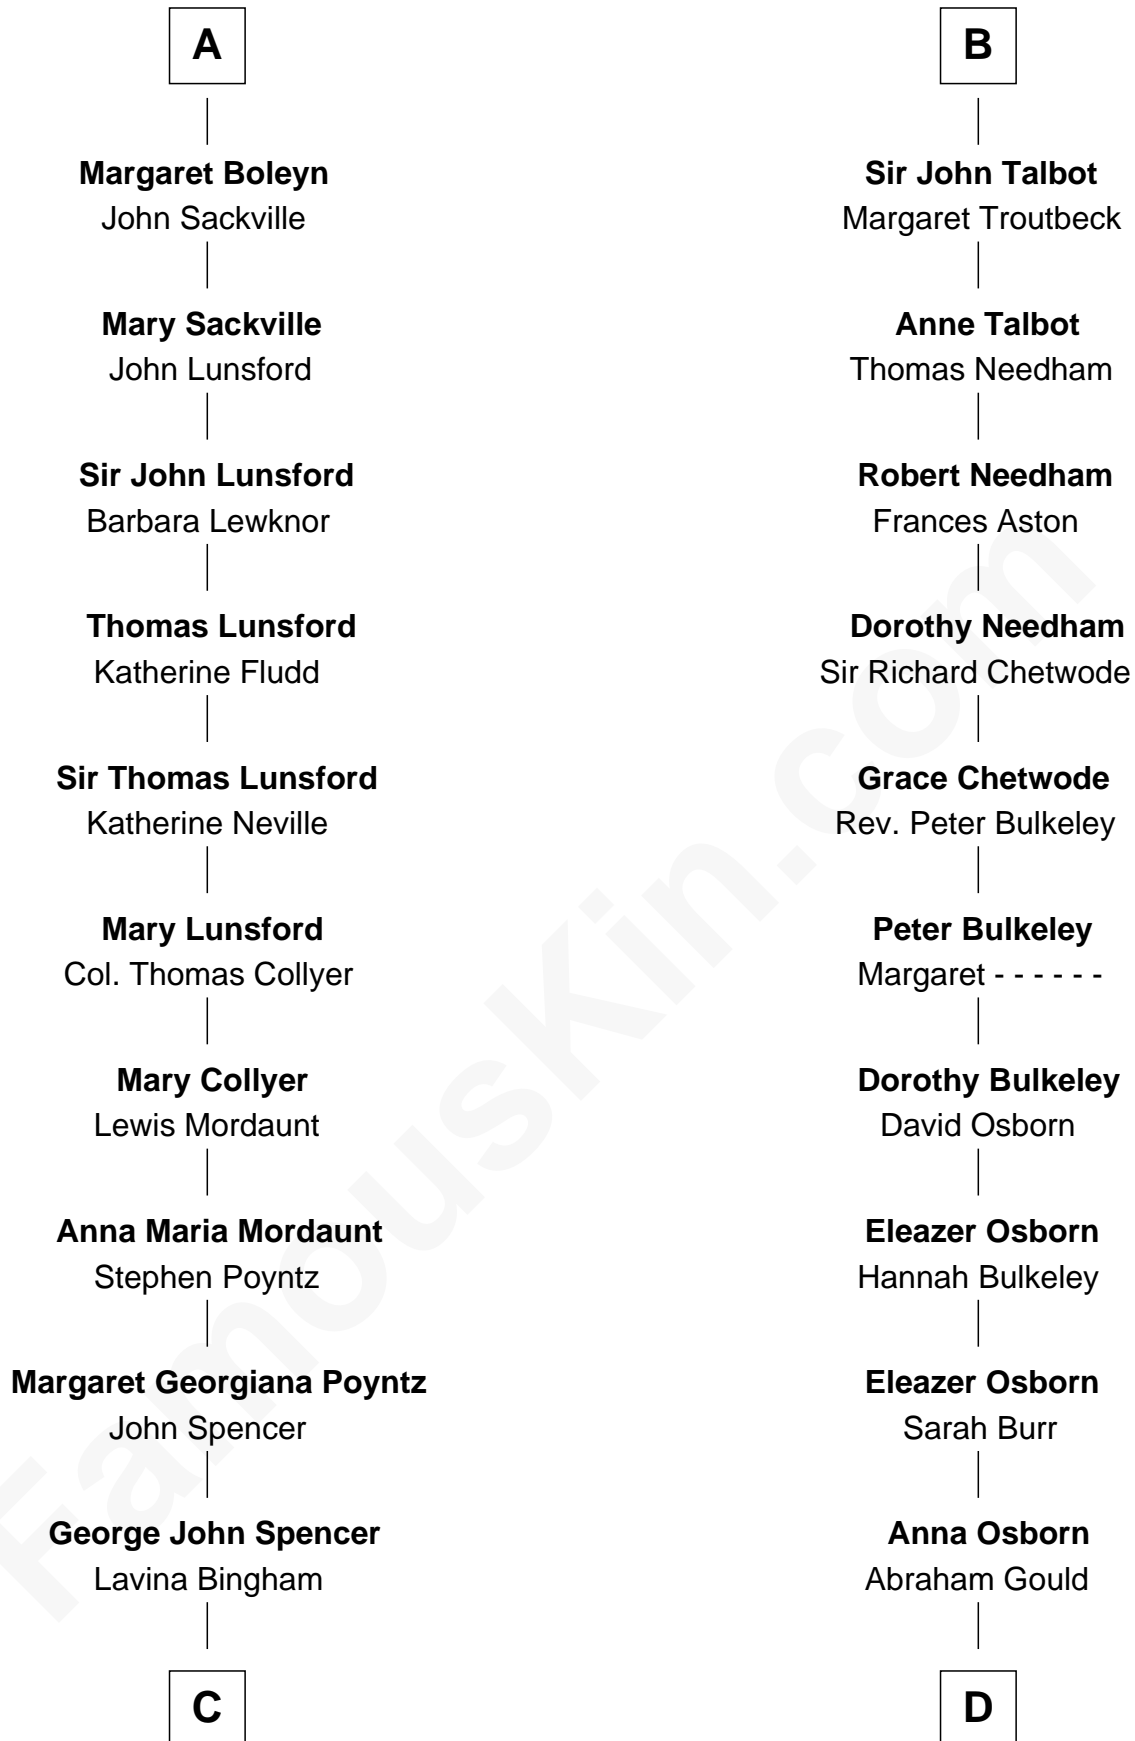 A
Margaret Boleyn
John Sackville
Mary Sackville
John Lunsford
Sir John Lunsford
Barbara Lewknor
Thomas Lunsford
Katherine Fludd
Sir Thomas Lunsford
Katherine Neville
Mary Lunsford
Col. Thomas Collyer
Mary Collyer
Lewis Mordaunt
Anna Maria Mordaunt
Stephen Poyntz
Margaret Georgiana Poyntz
John Spencer
George John Spencer
Lavina Bingham
C
B
Sir John Talbot
Margaret Troutbeck
Anne Talbot
Thomas Needham
Robert Needham
Frances Aston
Dorothy Needham
Sir Richard Chetwode
Grace Chetwode
Rev. Peter Bulkeley
Peter Bulkeley
Margaret - - - - - -
Dorothy Bulkeley
David Osborn
Eleazer Osborn
Hannah Bulkeley
Eleazer Osborn
Sarah Burr
Anna Osborn
Abraham Gould
D
FamousKin.com